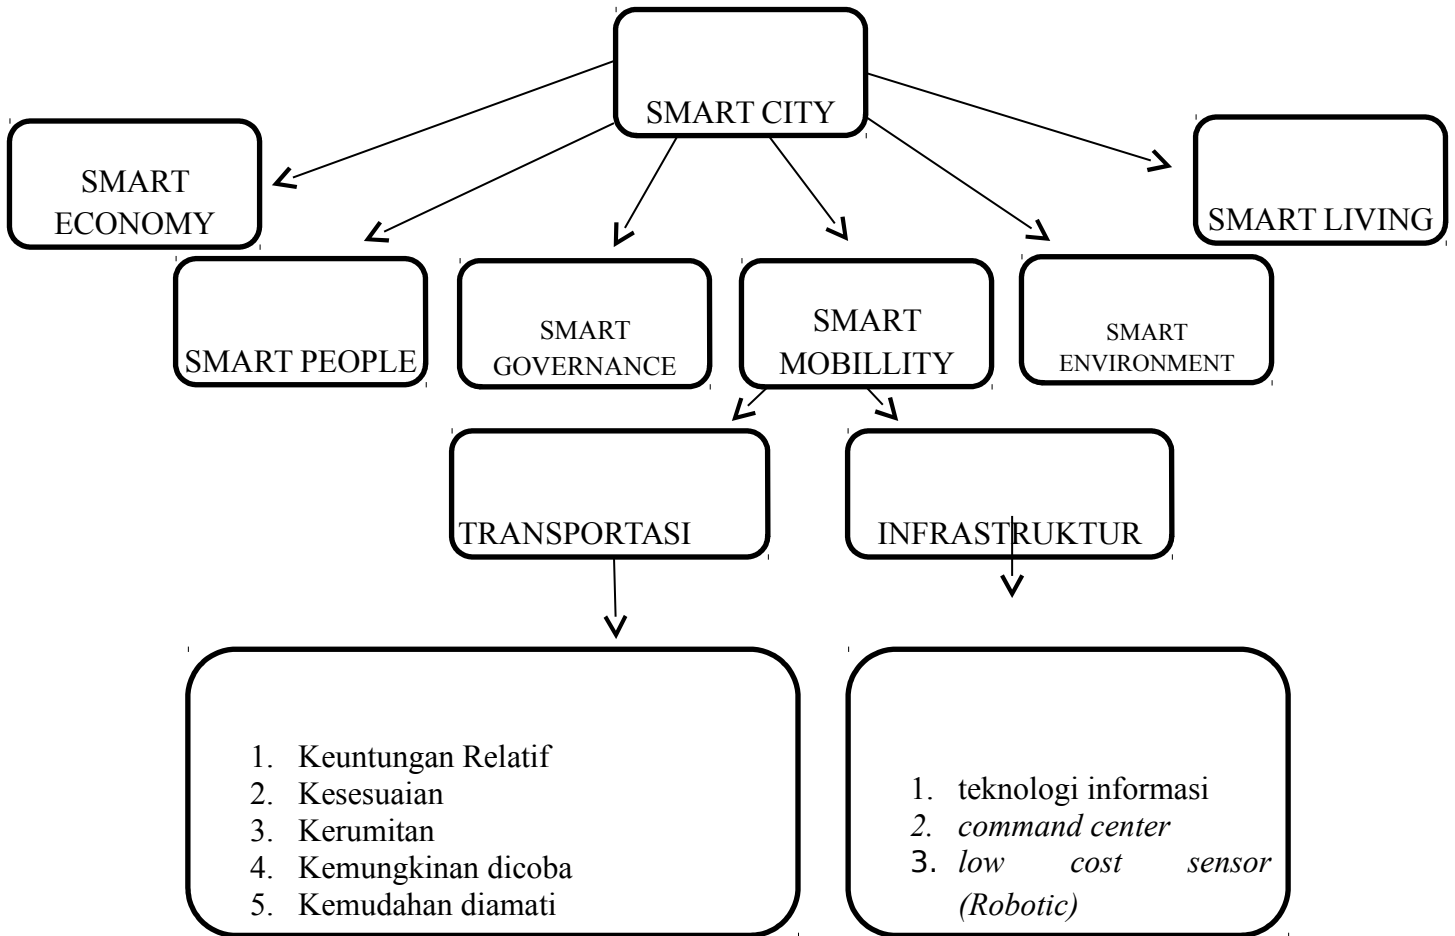 SMART CITY
SMART
ECONOMY
SMART LIVING
SMART PEOPLE
SMART
GOVERNANCE
SMART
MOBILLITY
SMART
ENVIRONMENT
TRANSPORTASI
INFRASTRUKTUR
1. Keuntungan Relatif
2. Kesesuaian
3. Kerumitan
4. Kemungkinan dicoba
5. Kemudahan diamati
1. teknologi informasi
2. command center
3. low cost sensor
(Robotic)